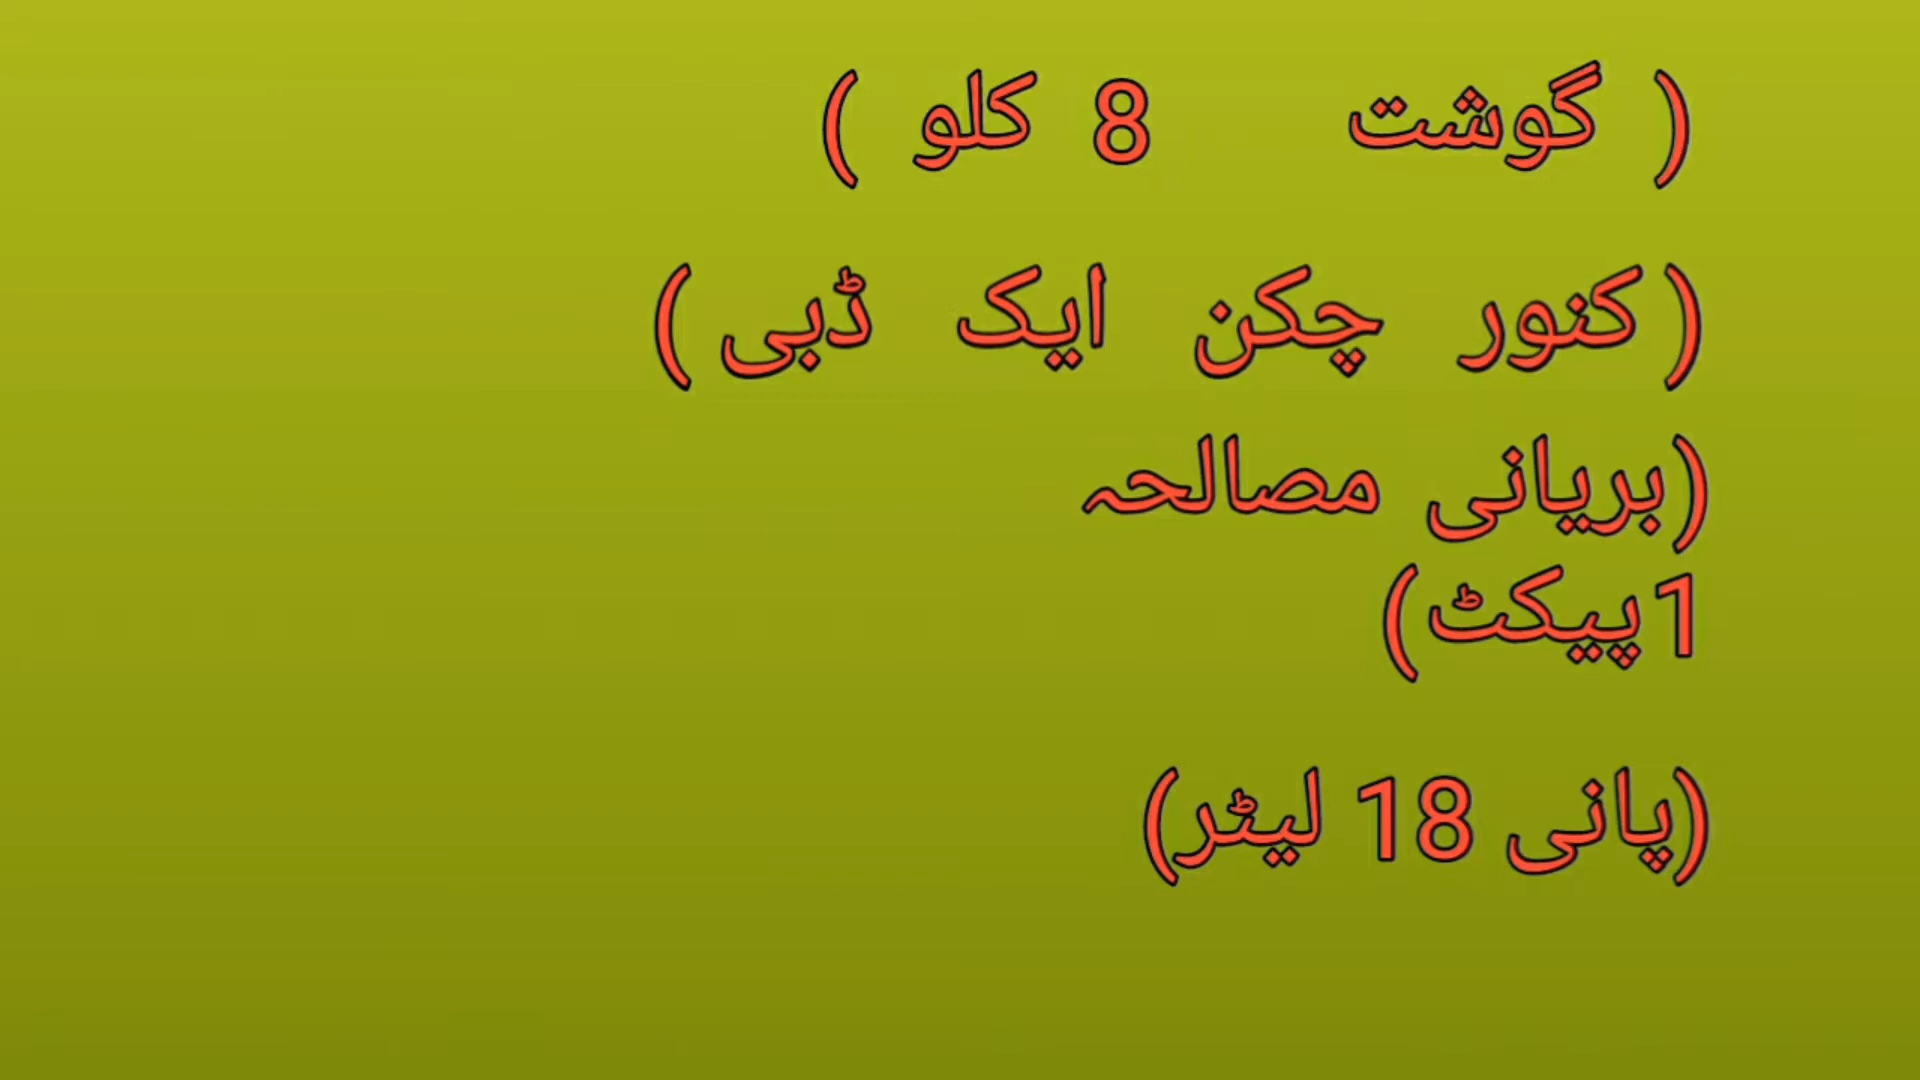 ( گوشت 8 کلو )
(کنور چکن ایک ڈبی )
(بریانی مصالحہ
1پیکٹ)
(پانی 18 لیٹر)